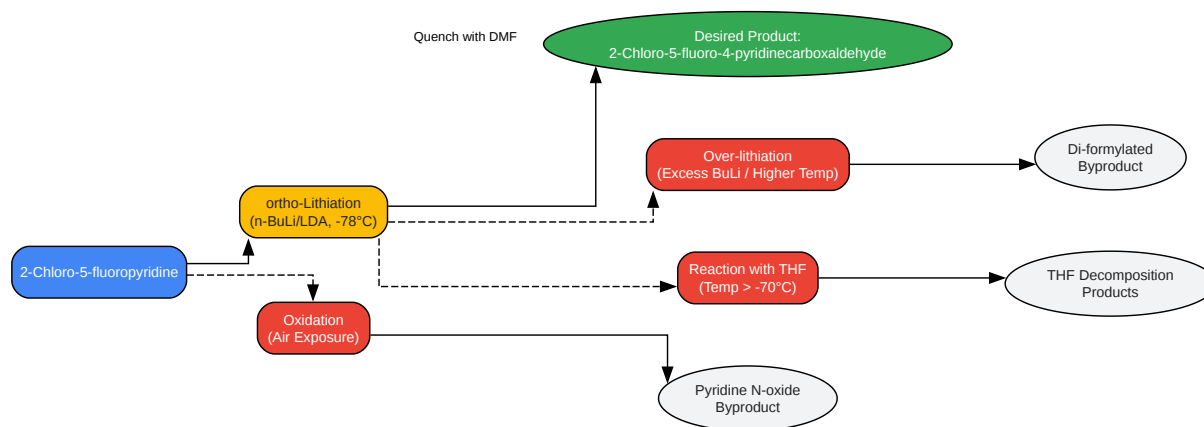 Quench with DMF
Desired Product:
2-Chloro-5-fluoro-4-pyridinecarboxaldehyde
Over-lithiation
(Excess BuLi / Higher Temp)
Di-formylated
Byproduct
ortho-Lithiation
(n-BuLi/LDA, -78°C)
2-Chloro-5-fluoropyridine
Reaction with THF
(Temp > -70°C)
THF Decomposition
Products
Oxidation
(Air Exposure)
Pyridine N-oxide
Byproduct